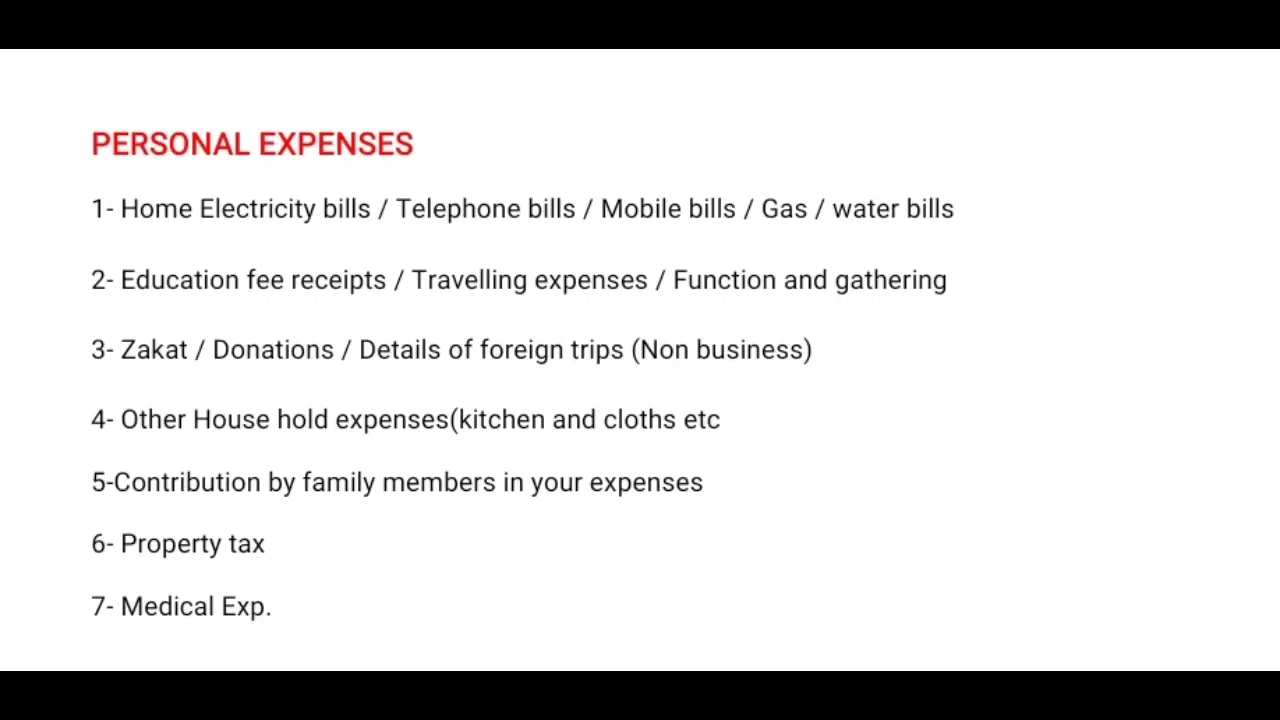 PERSONAL EXPENSES
1- Home Electricity bills / Telephone bills / Mobile bills / Gas / water bills
2- Education fee receipts / Travelling expenses / Function and gathering
3- Zakat / Donations / Details of foreign trips (Non business)
4- Other House hold expenses(kitchen and cloths etc
5-Contribution by family members in your expenses
6- Property tax
7- Medical Exp.